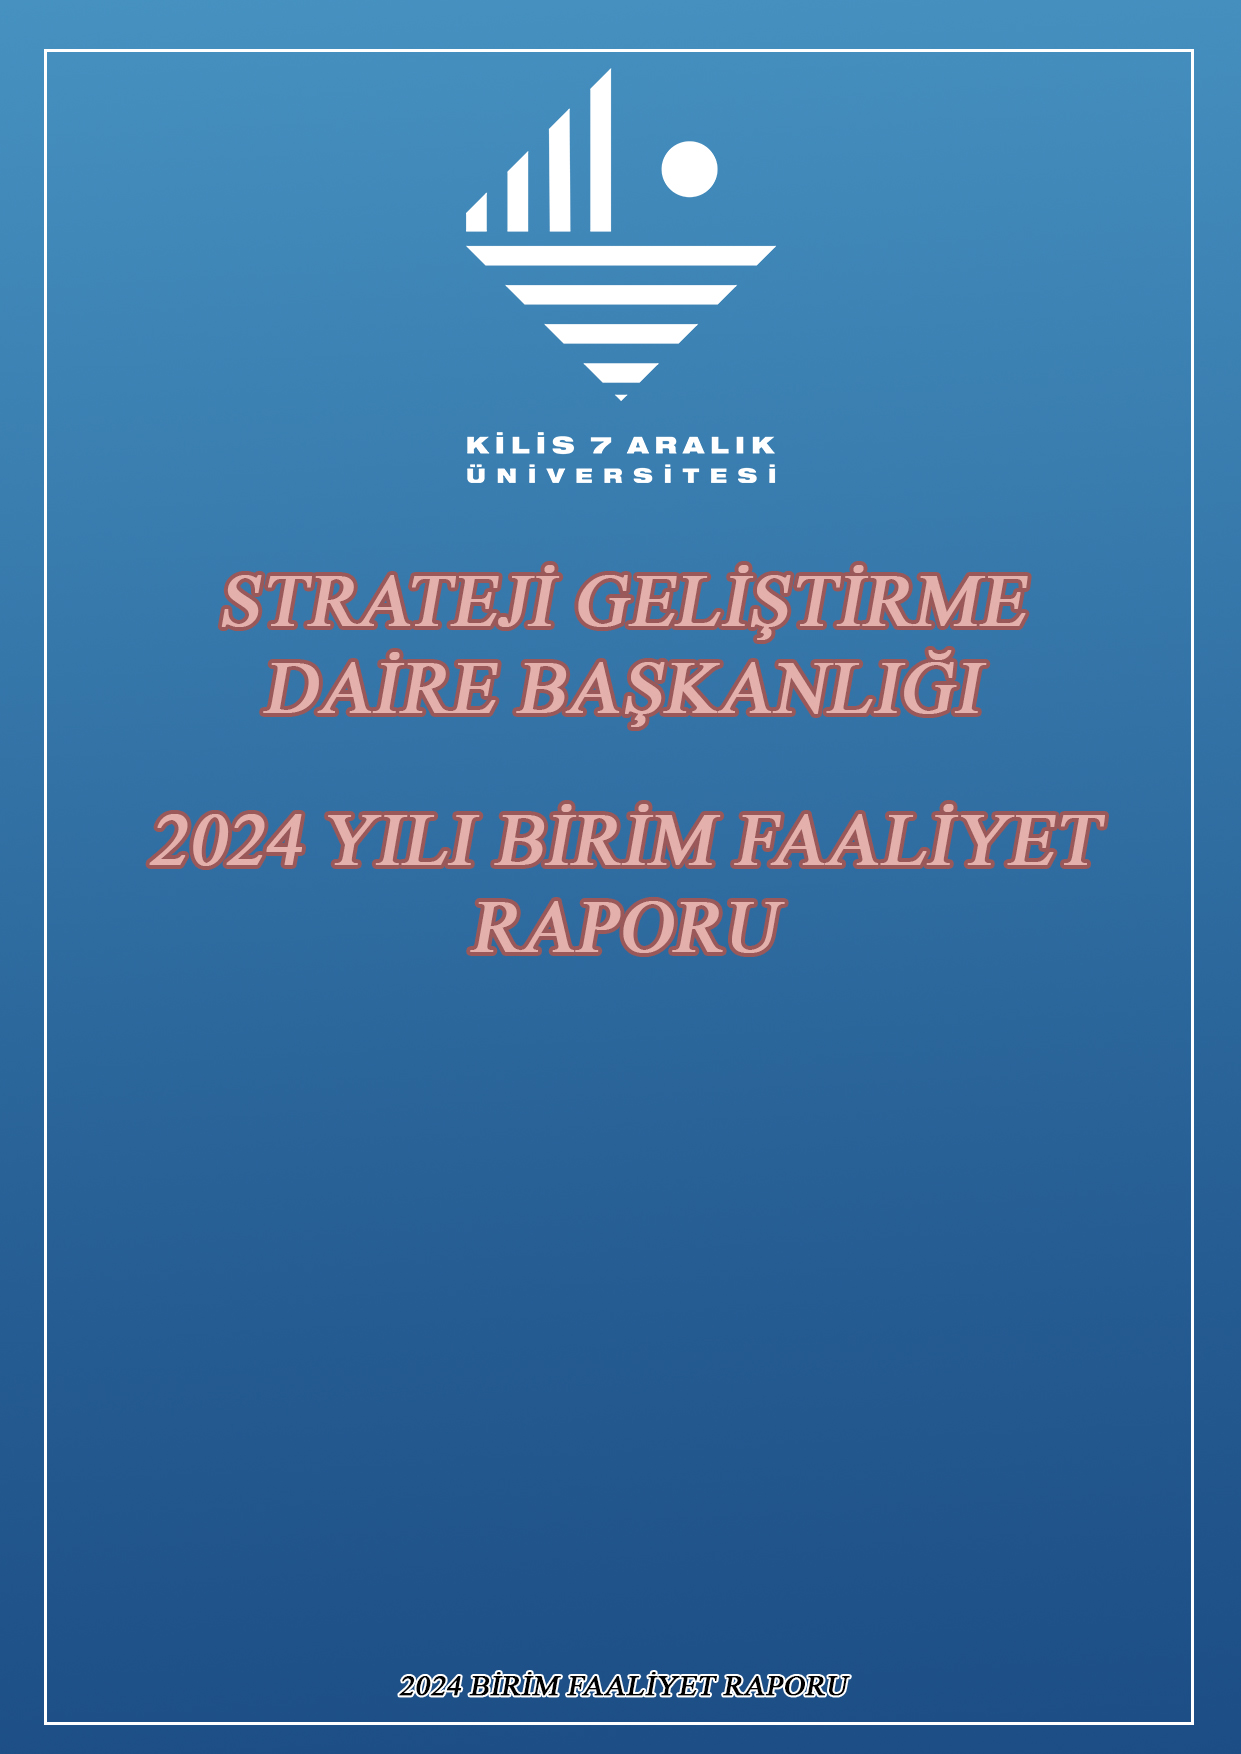 KİLİS 7 ARALIK
ÜNİVERSİTESİ
STRATEJİ GELİŞTİRME
DAİRE BAŞKANLIĞI
2024 YILI BİRİM FAALİYET
RAPORU
2024 BİRİM FAALİYET RAPORU